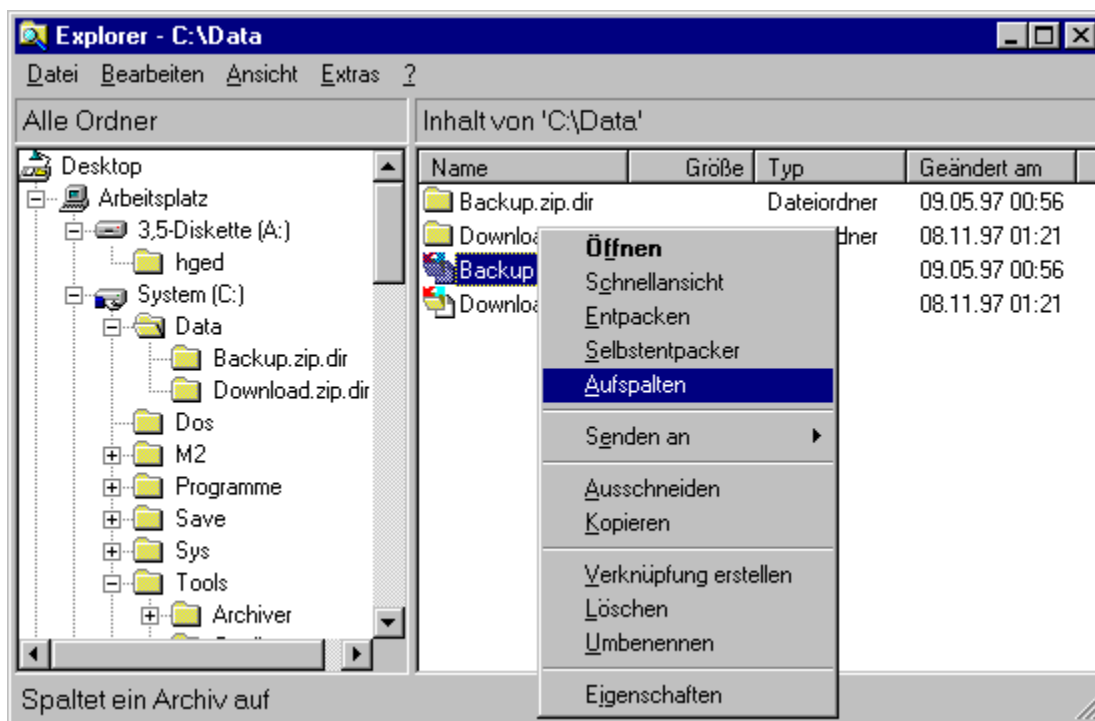 Explorer - C:\Data
Datei Bearbeiten Ansicht Extras ?
Alle Ordner
Inhalt von 'C:\Data'
Desktop
Arbeitsplatz
3,5-Diskette (A:)
hged
System (C:)
Data
Backup.zip.dir
Download.zip.dir
Dos
M2
Programme
Save
Sys
Tools
Archiver
Name Größe Typ Geändert am
Backup.zip.dir Dateiordner 09.05.97 00:56
Downloa dner 08.11.97 01:21
Backup 09.05.97 00:56
Downloa 08.11.97 01:21
Öffnen
Schnellansicht
Entpacken
Selbstentpacker
Aufspalten
Senden an
Ausschneiden
Kopieren
Verknüpfung erstellen
Löschen
Umbenennen
Eigenschaften
Spaltet ein Archiv auf